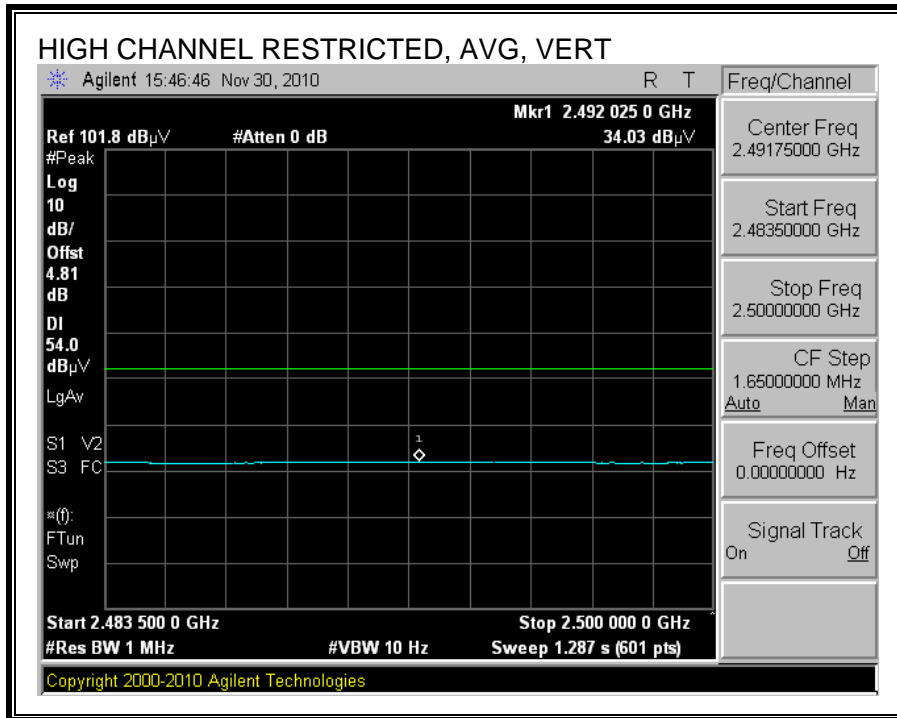 HIGH CHANNEL RESTRICTED, AVG, VERT
Agilent 15:46:46 Nov 30, 2010 R T
Freq/Channel
Mkr1 2.492 025 0 GHz
Ref 101.8 dBµV #Atten 0 dB 34.03 dBµV
#Peak
Log
10
dB/
Offst
4.81
dB
DI
54.0
dBµV
LgAv
S1 V2
S3 FC
¤(f):
FTun
Swp
1
Start 2.483 500 0 GHz Stop 2.500 000 0 GHz
#Res BW 1 MHz #VBW 10 Hz Sweep 1.287 s (601 pts)
Center Freq
2.49175000 GHz
Start Freq
2.48350000 GHz
Stop Freq
2.50000000 GHz
CF Step
1.65000000 MHz
Auto Man
Freq Offset
0.00000000 Hz
Signal Track
On Off
Copyright 2000-2010 Agilent Technologies